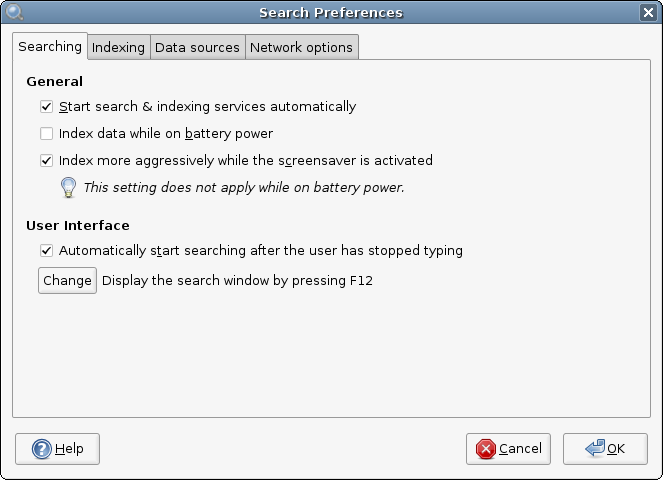 Search Preferences
Searching Indexing Data sources Network options
General
Start search & indexing services automatically
Index data while on battery power
Index more aggressively while the screensaver is activated
This setting does not apply while on battery power.
User Interface
Automatically start searching after the user has stopped typing
Change Display the search window by pressing F12
Help Cancel OK